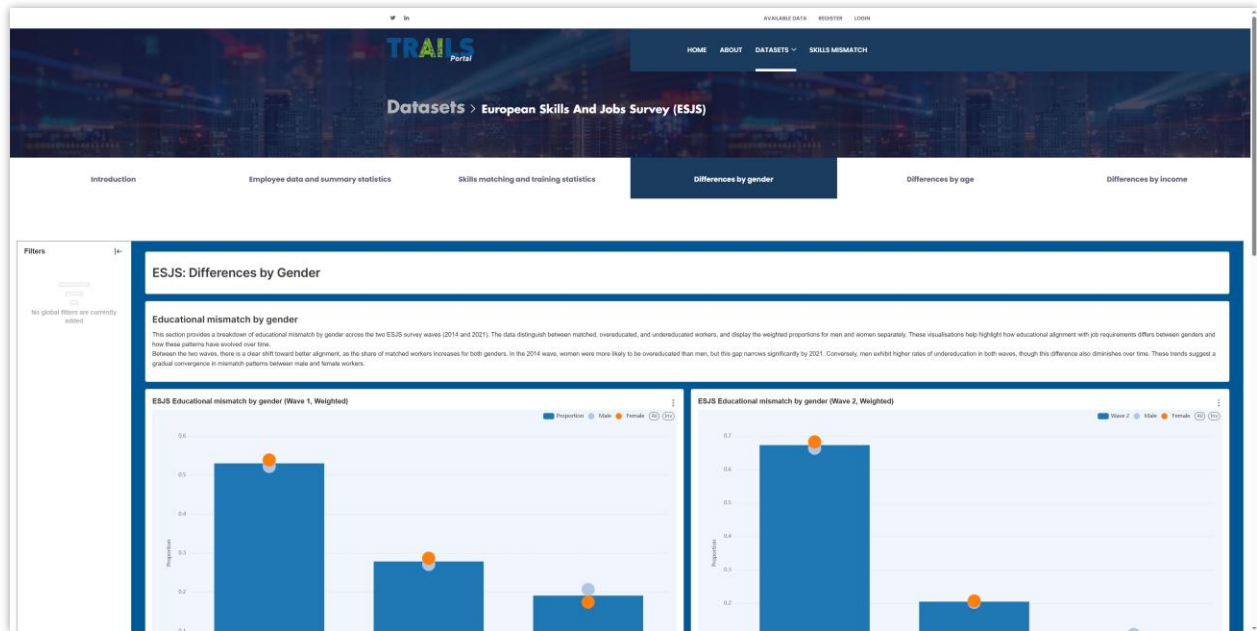 AVAILABLE DATA REGISTER LOGIN
TRAILS
Portal
HOME ABOUT DATASETS SKILLS MISMATCH
Datasets > European Skills And Jobs Survey (ESJS)
Introduction
Employee data and summary statistics
Skills matching and training statistics
Differences by gender
Differences by age
Differences by income
Filters
No global filters are currently
added
ESJS: Differences by Gender
Educational mismatch by gender
This section provides a breakdown of educational mismatch by gender across the two ESJS survey waves (2014 and 2021). The data distinguish between matched, overeducated, and undereducated workers, and display the weighted proportions for men and women separately. These visualisations help highlight how educational alignment with job requirements differs between genders and
how these patterns have evolved over time.
Between the two waves, there is a clear shift toward better alignment, as the share of matched workers increases for both genders. In the 2014 wave, women were more likely to be overeducated than men, but this gap narrows significantly by 2021. Conversely, men exhibit higher rates of undereducation in both waves, though this difference also diminishes over time. These trends suggest a
gradual convergence in mismatch patterns between male and female workers.
ESJS Educational mismatch by gender (Wave 1, Weighted)
Proportion Male Female All Inv
0.6
0.5
0.4
0.3
0.2
0.1
Proportion
ESJS Educational mismatch by gender (Wave 2, Weighted)
Wave 2 Male Female All Inv
0.7
0.6
0.5
0.4
0.3
0.2
Proportion